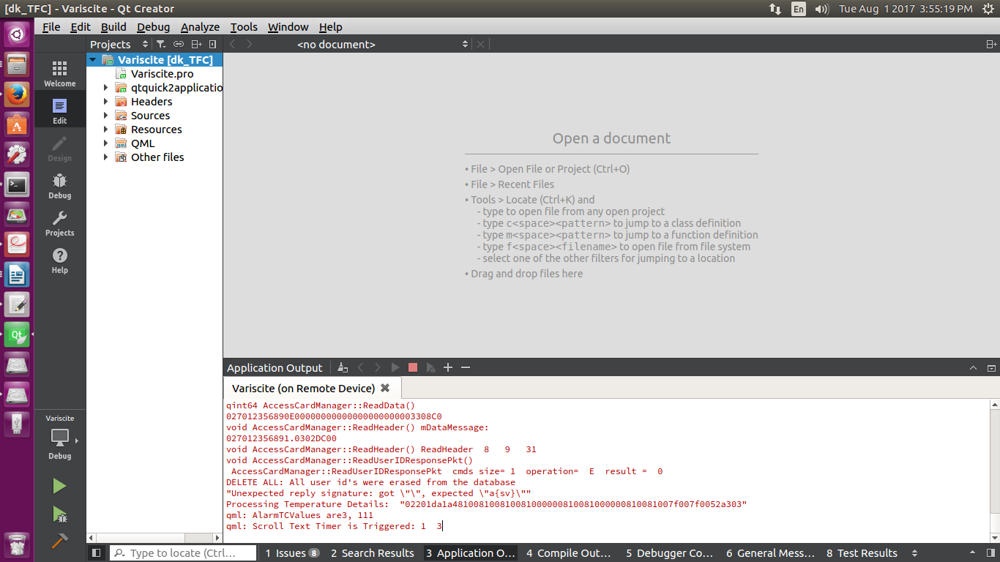 [dk_TFC] - Variscite - Qt Creator
En
Tue Aug 1 2017 3:55:19 PM
File Edit Build Debug Analyze Tools Window Help
Projects
<no document>
Welcome
Edit
Design
Debug
Projects
Help
Variscite
Debug
Variscite [dk_TFC]
Variscite.pro
qtquick2applicatio
Headers
Sources
Resources
QML
Other files
Open a document
• File > Open File or Project (Ctrl+O)
• File > Recent Files
• Tools > Locate (Ctrl+K) and
- type to open file from any open project
- type c<space><pattern> to jump to a class definition
- type m<space><pattern> to jump to a function definition
- type f<space><filename> to open file from file system
- select one of the other filters for jumping to a location
• Drag and drop files here
Application Output
Variscite (on Remote Device)
qint64 AccessCardManager::ReadData()
027012356890E00000000000000000000003308C0
void AccessCardManager::ReadHeader() mDataMessage:
027012356891.0302DC00
void AccessCardManager::ReadHeader() ReadHeader 8 9 31
void AccessCardManager::ReadUserIDResponsePkt()
AccessCardManager::ReadUserIDResponsePkt cmds size= 1 operation= E result = 0
DELETE ALL: All user id's were erased from the database
"Unexpected reply signature: got \"\", expected \"a{sv}\""
Processing Temperature Details: "02201da1a4810081008100810000008100810000008100810 07f007f0052a303"
qml: AlarmTCValues are3, 111
qml: Scroll Text Timer is Triggered: 1 3
Type to locate (Ctrl...
1 Issues 8
2 Search Results
3 Application O...
4 Compile Out...
5 Debugger Co...
6 General Mess...
8 Test Results